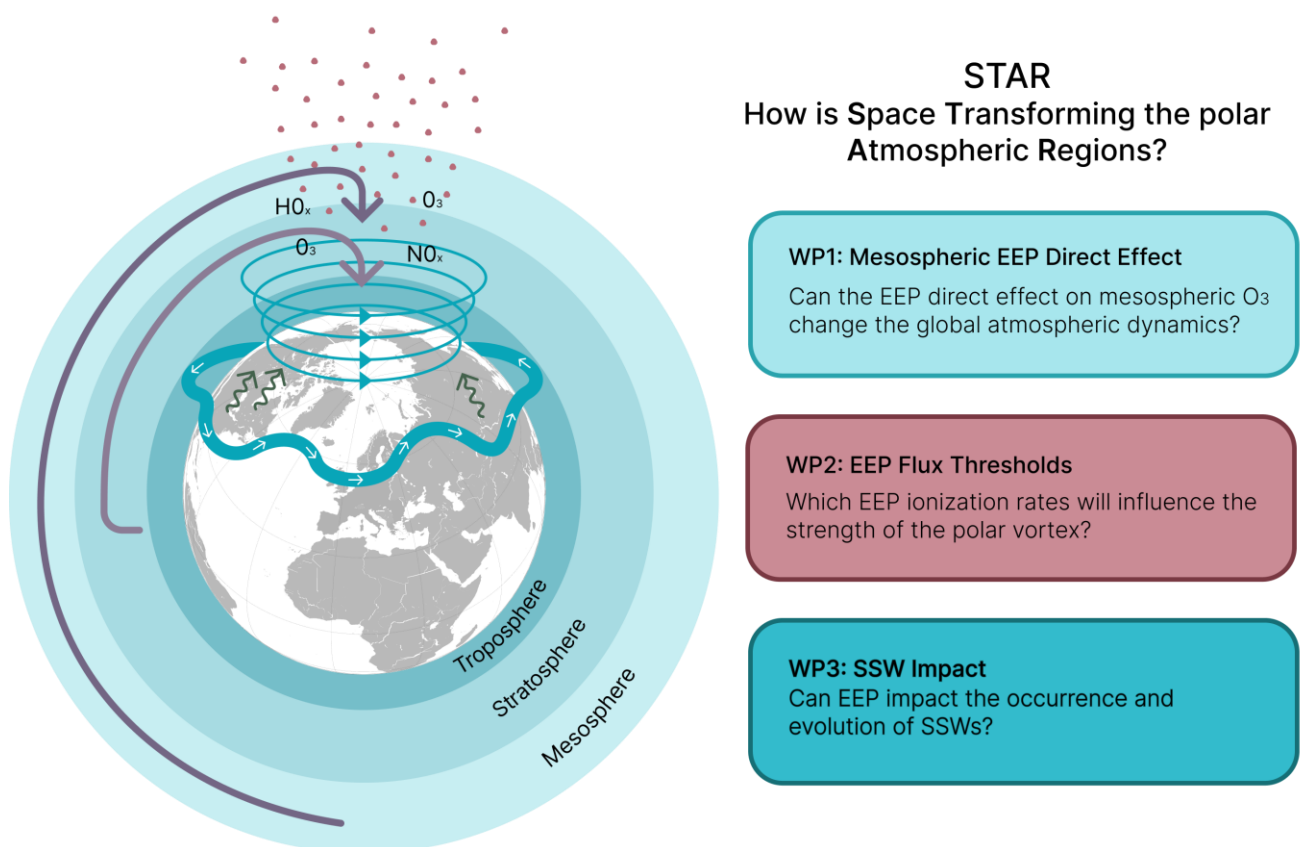 STAR
How is Space Transforming the polar
Atmospheric Regions?
H0ₓ
0₃
0₃
N0ₓ
Troposphere
Stratosphere
Mesosphere
WP1: Mesospheric EEP Direct Effect
Can the EEP direct effect on mesospheric O₃
change the global atmospheric dynamics?
WP2: EEP Flux Thresholds
Which EEP ionization rates will influence the
strength of the polar vortex?
WP3: SSW Impact
Can EEP impact the occurrence and
evolution of SSWs?